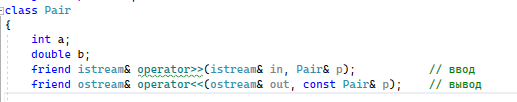 class Pair
{
    int a;
    double b;
    friend istream& operator>>(istream& in, Pair& p);          // ввод
    friend ostream& operator<<(ostream& out, const Pair& p);    // вывод